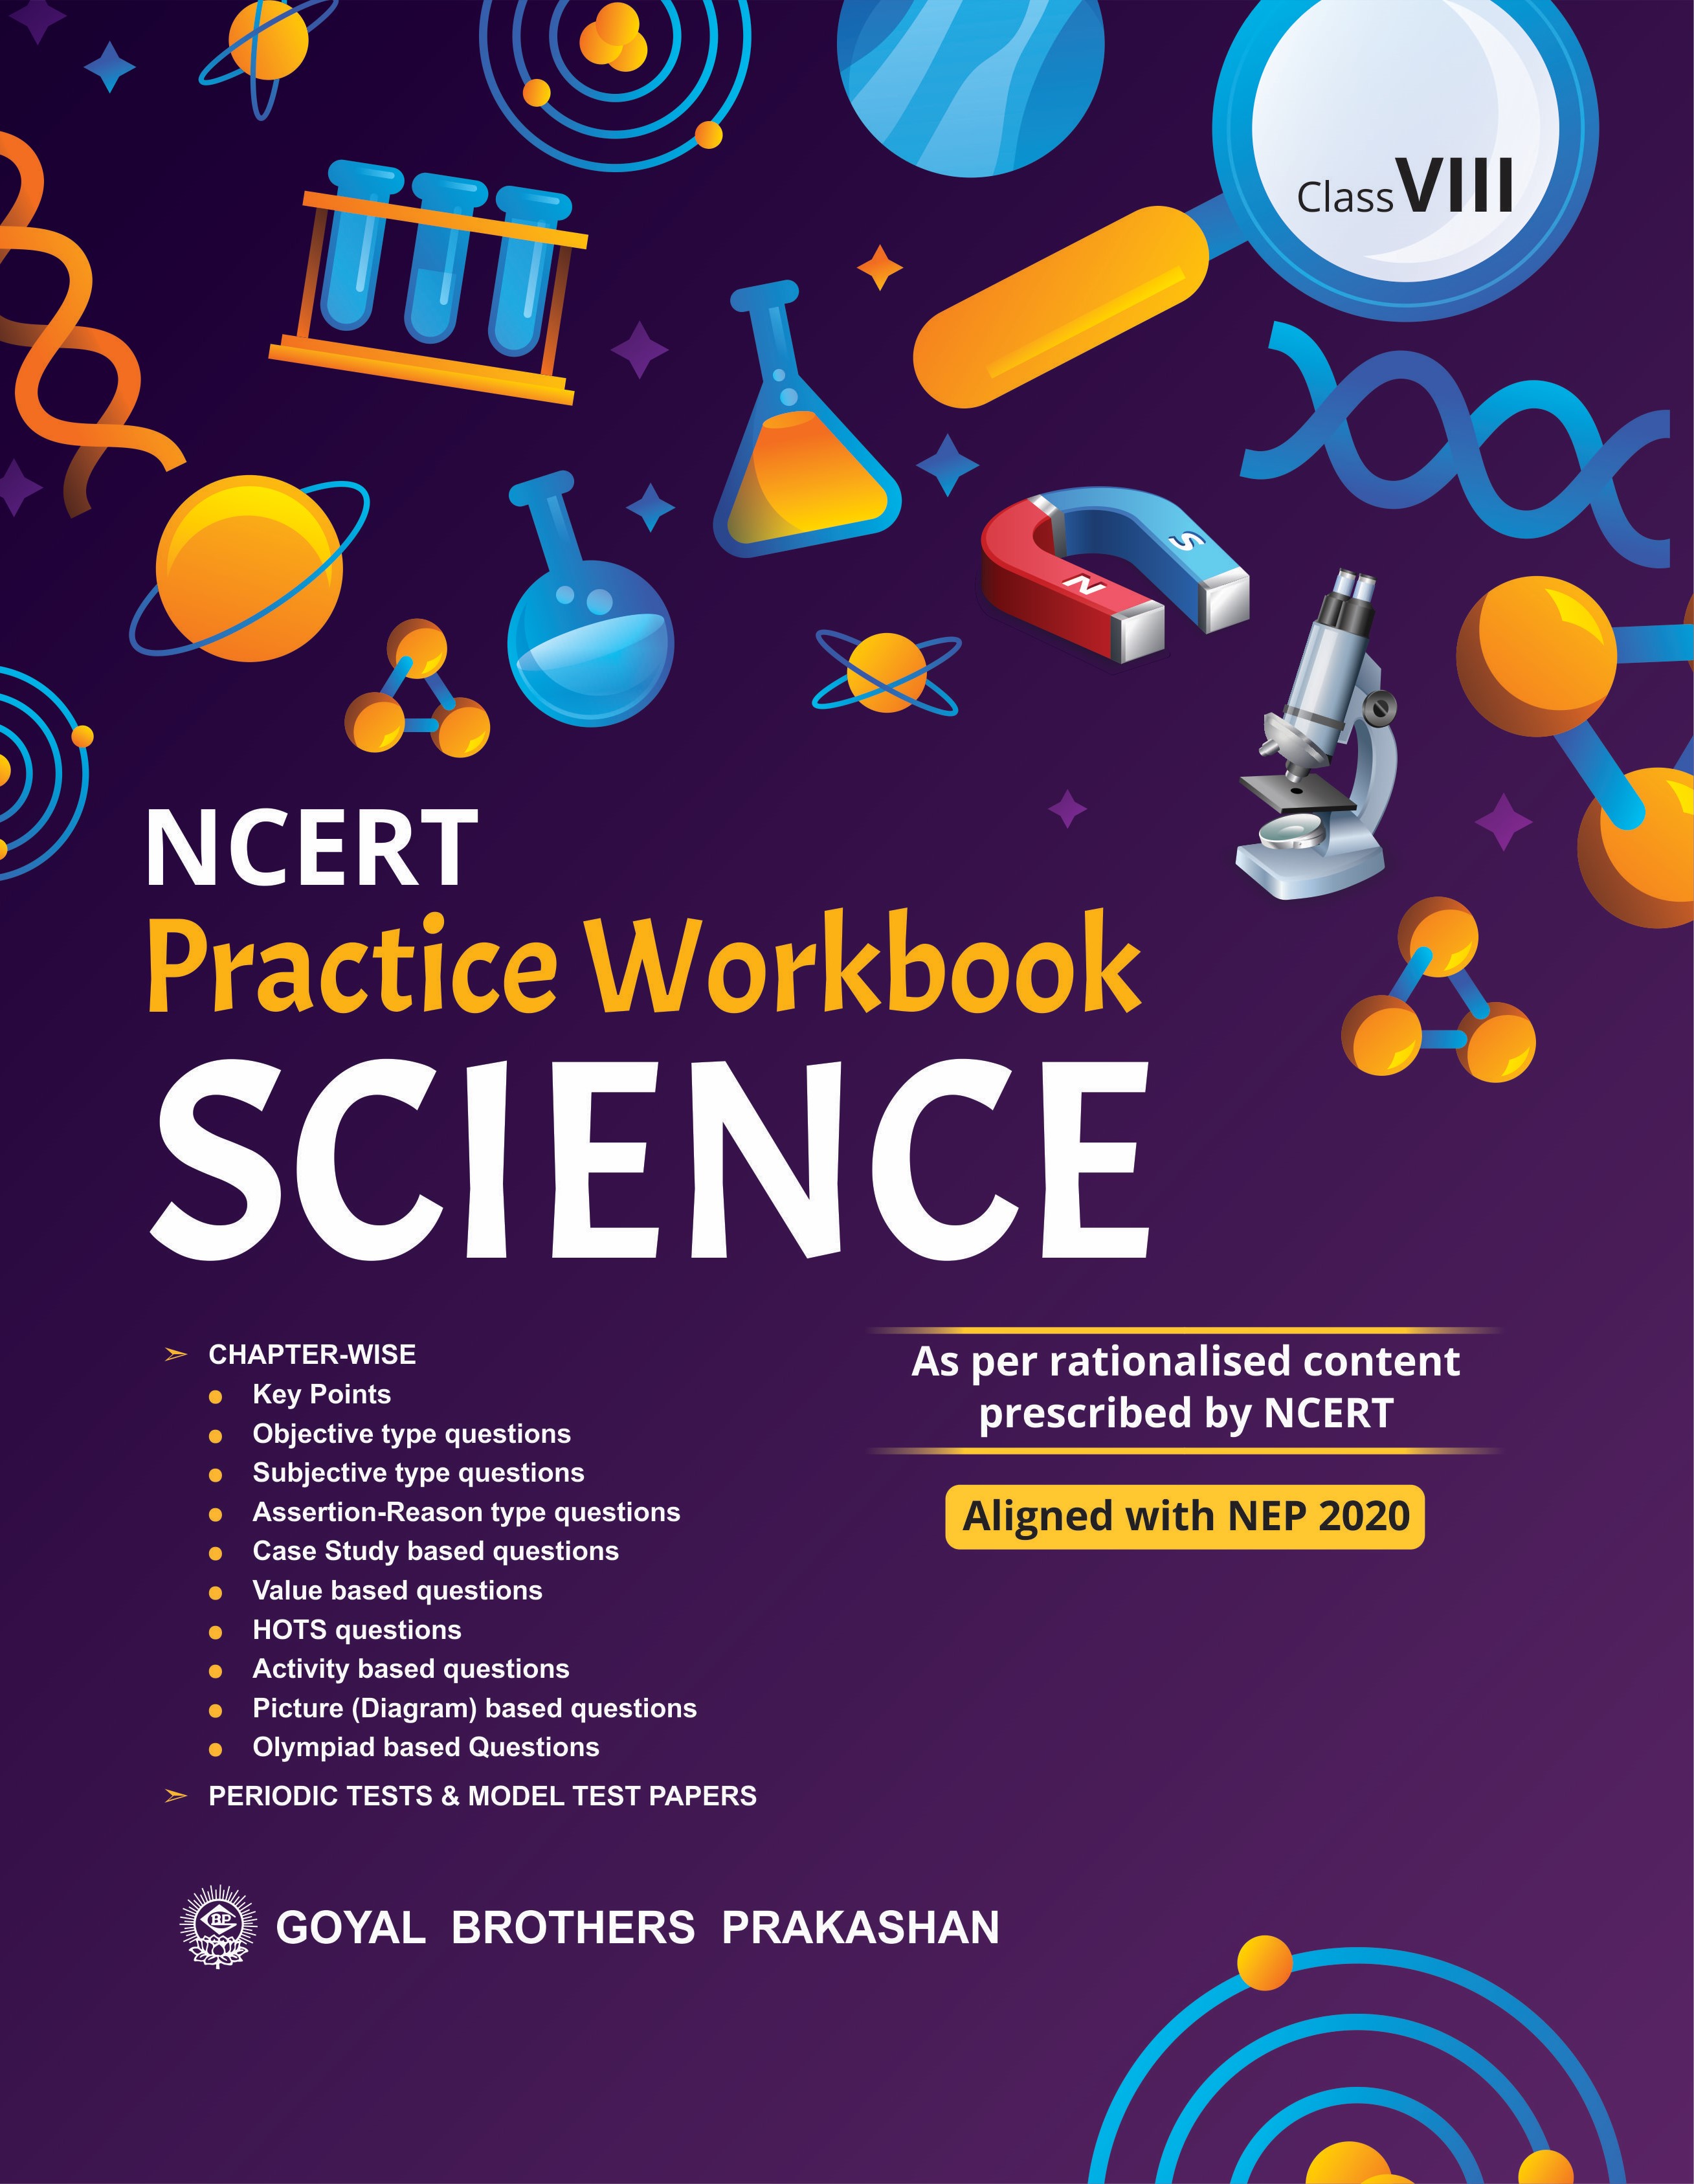 Class VIII
S
N
NCERT
Practice Workbook
SCIENCE
➢ CHAPTER-WISE
● Key Points
● Objective type questions
● Subjective type questions
● Assertion-Reason type questions
● Case Study based questions
● Value based questions
● HOTS questions
● Activity based questions
● Picture (Diagram) based questions
● Olympiad based Questions
➢ PERIODIC TESTS & MODEL TEST PAPERS
As per rationalised content
prescribed by NCERT
Aligned with NEP 2020
GOYAL BROTHERS PRAKASHAN